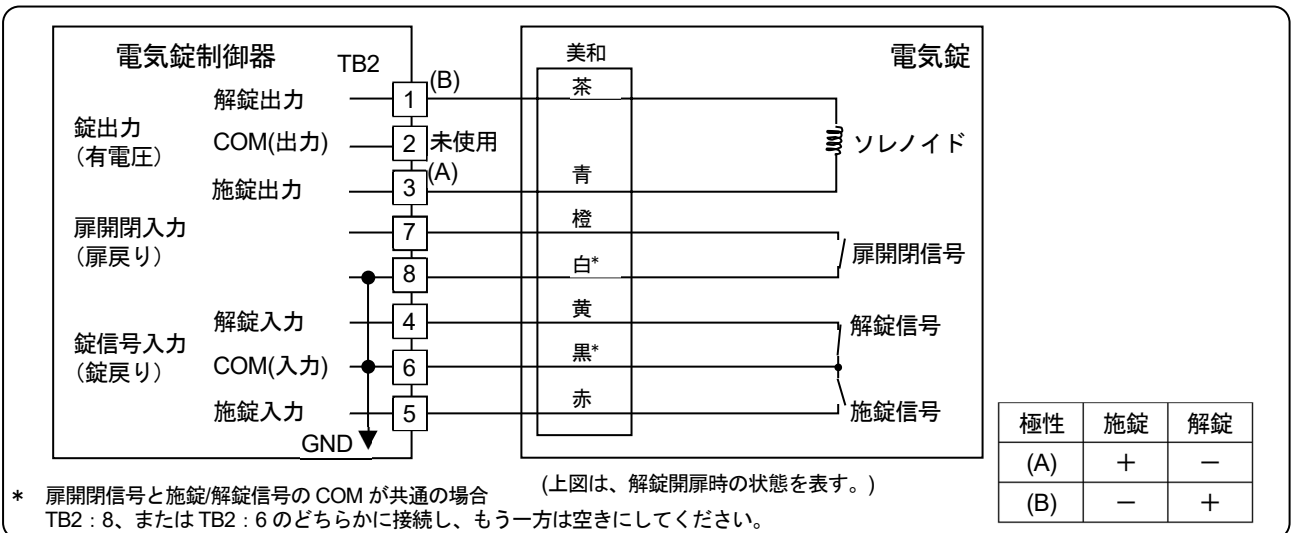 電気錠制御器
TB2
美和
電気錠
解錠出力
1
(B)
茶
錠出力
(有電圧)
COM(出力)
2
未使用
ソレノイド
施錠出力
3
(A)
青
扉開閉入力
(扉戻り)
7
橙
8
白*
扉開閉信号
錠信号入力
(錠戻り)
解錠入力
4
黄
解錠信号
COM(入力)
6
黒*
施錠入力
5
赤
施錠信号
GND
極性 施錠 解錠
(A) + −
(B) − +
(上図は、解錠開扉時の状態を表す。)
* 扉開閉信号と施錠/解錠信号の COM が共通の場合
TB2:8、または TB2:6 のどちらかに接続し、もう一方は空きにしてください。